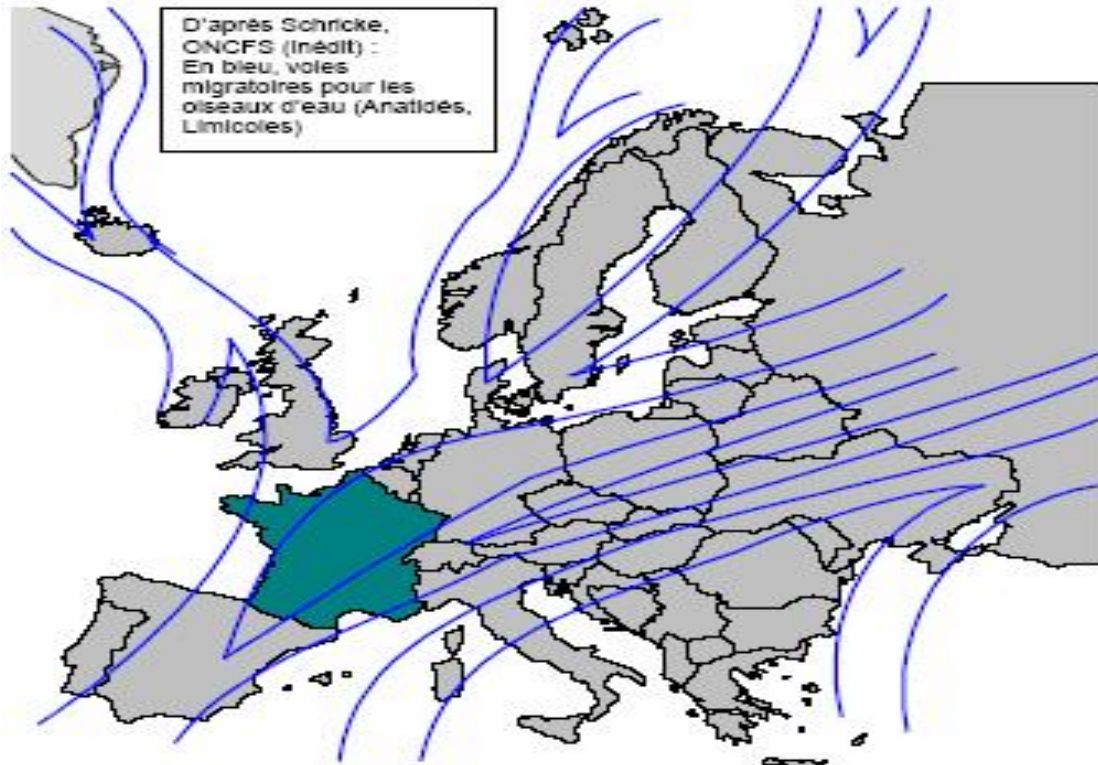 D'après Schricke,
ONCFS (Inédit) :
En bleu, voies
migratoires pour les
oiseaux d'eau (Anatidés,
Limicoles)